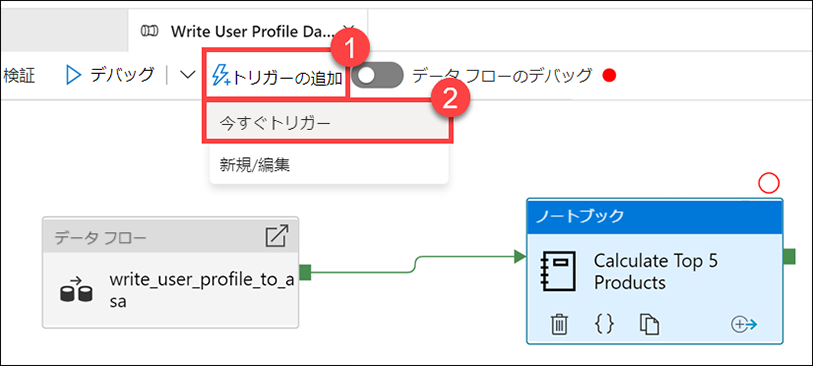 Write User Profile Da...
1
検証
デバッグ
トリガーの追加
データ フローのデバッグ
2
今すぐトリガー
新規/編集
データ フロー
write_user_profile_to_a
sa
ノートブック
Calculate Top 5
Products
{}